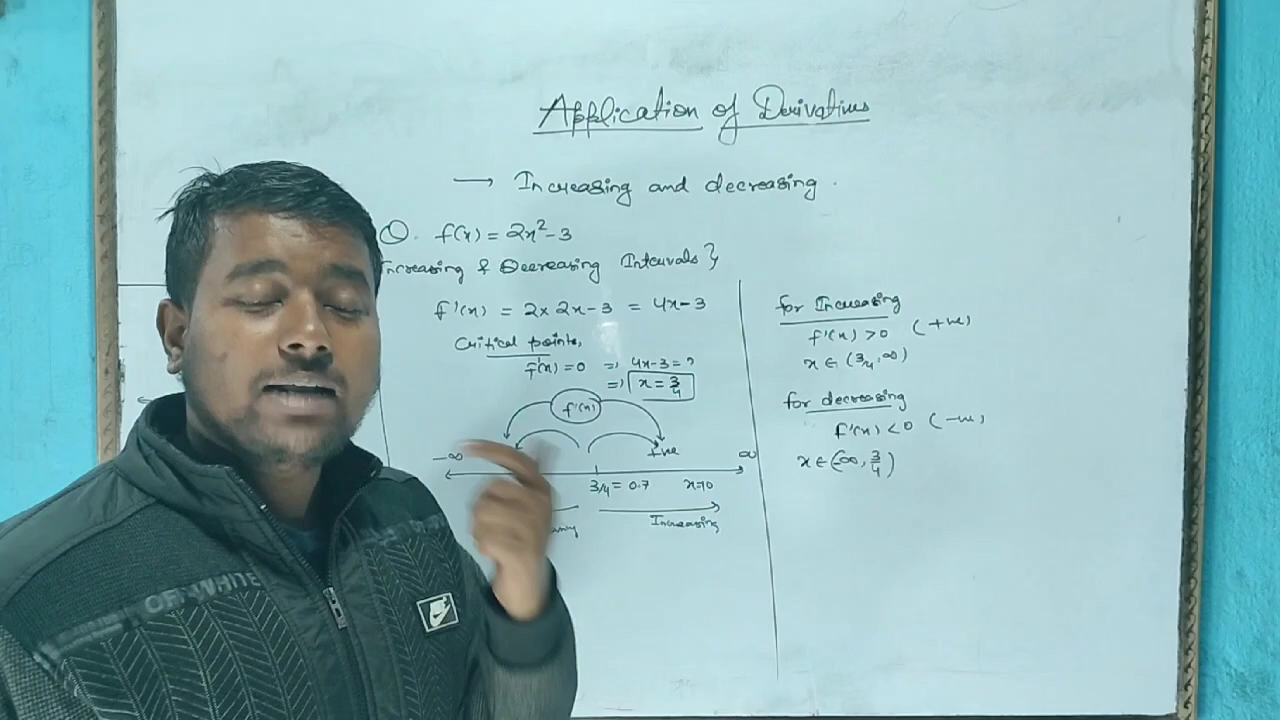 Application of Derivatives
→ Increasing and decreasing.
Q. f(x) = 2x²-3
Increasing & Decreasing Intervals }
f'(x) = 2x 2x-3 = 4x-3
Critical points,
f'(x)=0 ⇒ 4x-3=?
⇒ x = 3/4
f'(x)
-∞ +ve ∞
3/4 = 0.7
Increasing
for Increasing
f'(x) >0 (+ve)
x ∈ (3/4, ∞)
for decreasing
f'(x) <0 (-ve)
x ∈ (-∞, 3/4)
OFF-WHITE